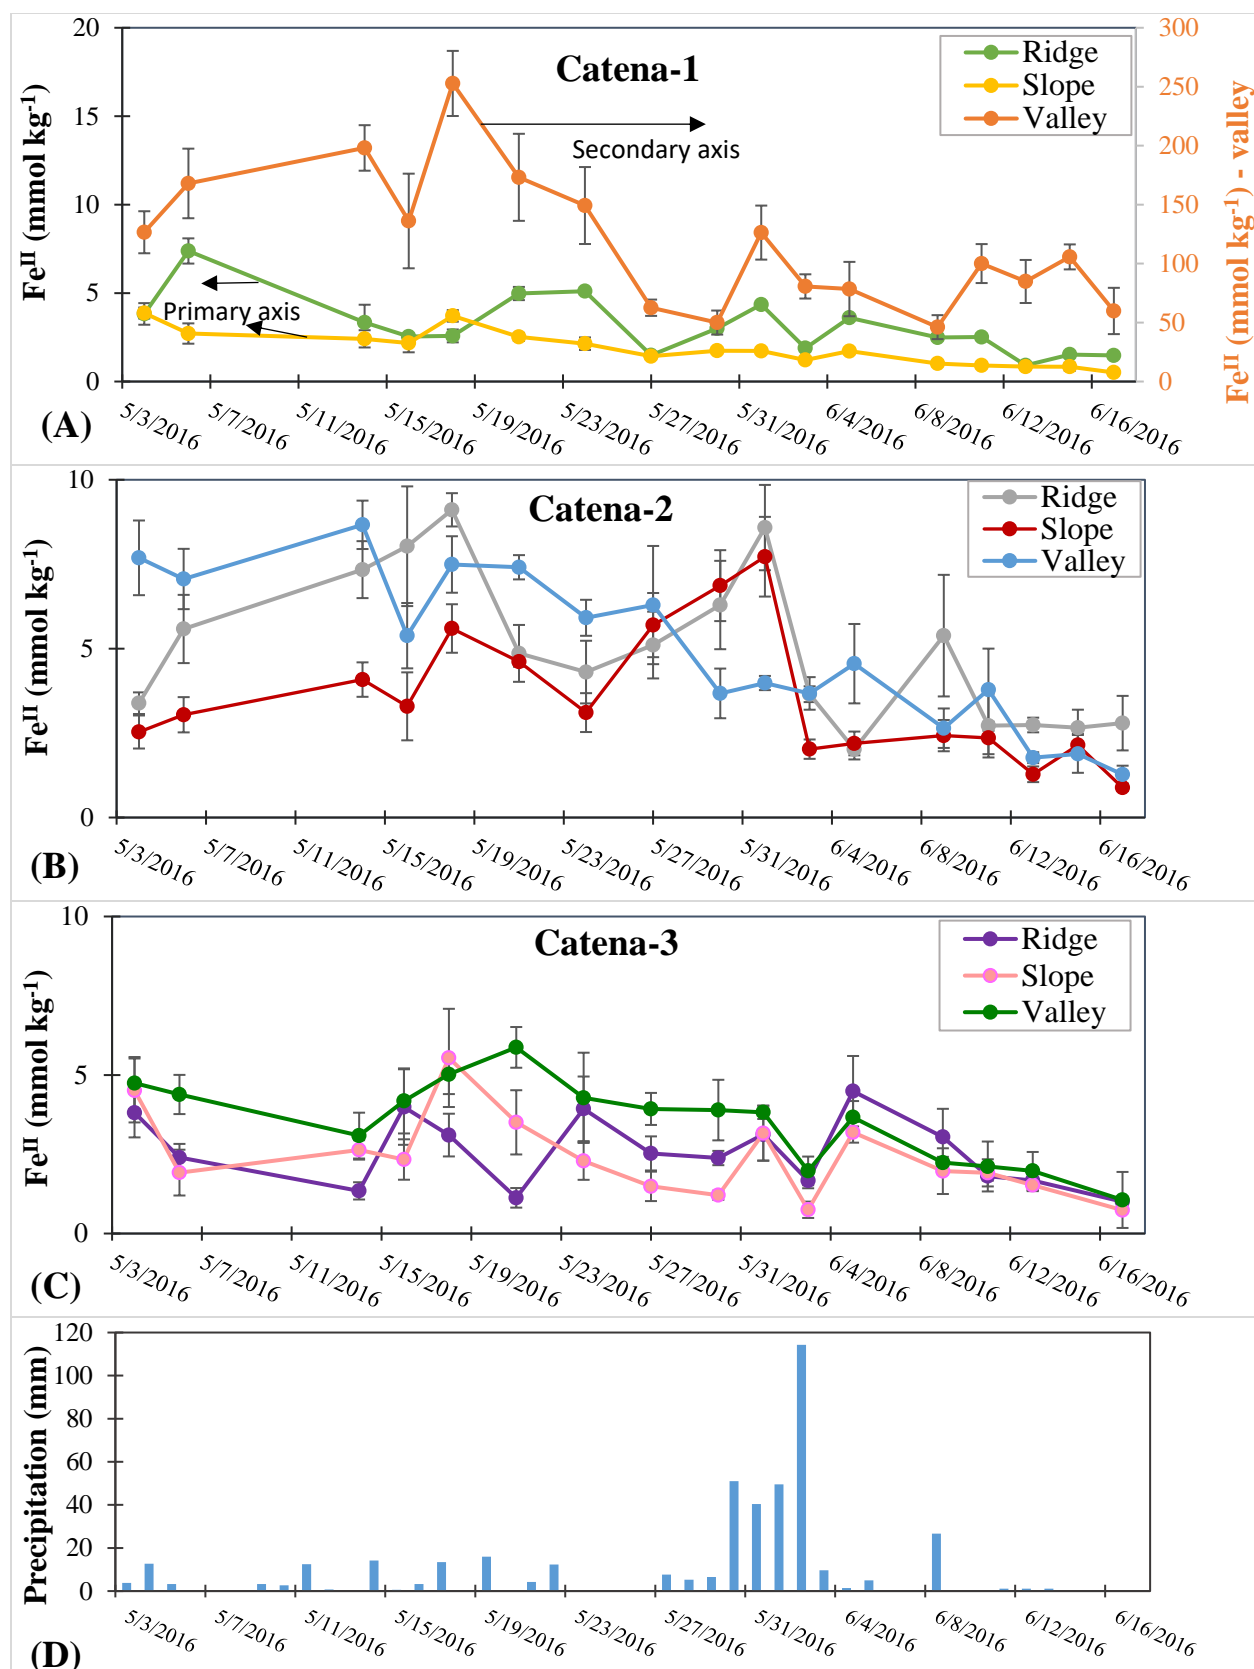 Catena-1
Ridge
Slope
Valley
Secondary axis
Primary axis
Fe^II (mmol kg^-1)
20
15
10
5
0
300
250
200
150
100
50
0
Fe^II (mmol kg^-1) - valley
5/3/2016 5/7/2016 5/11/2016 5/15/2016 5/19/2016 5/23/2016 5/27/2016 5/31/2016 6/4/2016 6/8/2016 6/12/2016 6/16/2016
(A)
Catena-2
Ridge
Slope
Valley
Fe^II (mmol kg^-1)
10
5
0
5/3/2016 5/7/2016 5/11/2016 5/15/2016 5/19/2016 5/23/2016 5/27/2016 5/31/2016 6/4/2016 6/8/2016 6/12/2016 6/16/2016
(B)
Catena-3
Ridge
Slope
Valley
Fe^II (mmol kg^-1)
10
5
0
5/3/2016 5/7/2016 5/11/2016 5/15/2016 5/19/2016 5/23/2016 5/27/2016 5/31/2016 6/4/2016 6/8/2016 6/12/2016 6/16/2016
(C)
Precipitation (mm)
120
100
80
60
40
20
0
5/3/2016 5/7/2016 5/11/2016 5/15/2016 5/19/2016 5/23/2016 5/27/2016 5/31/2016 6/4/2016 6/8/2016 6/12/2016 6/16/2016
(D)